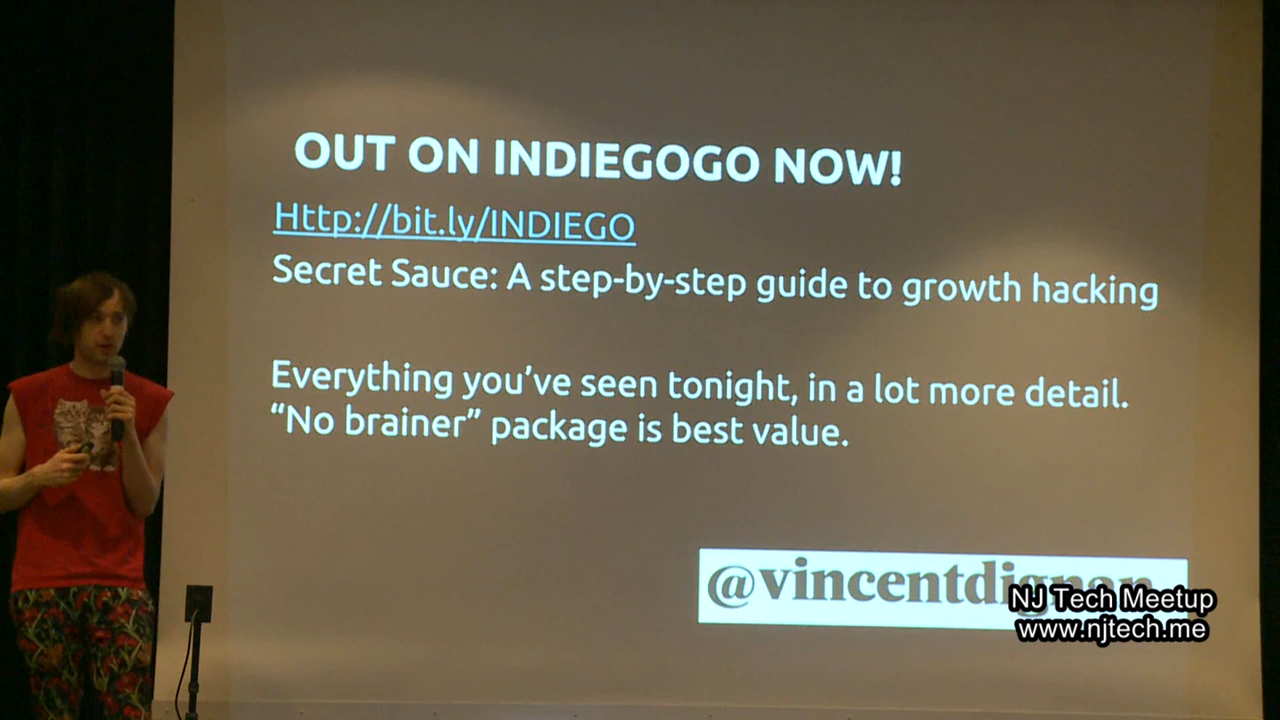 OUT ON INDIEGOGO NOW!
Http://bit.ly/INDIEGO
Secret Sauce: A step-by-step guide to growth hacking
Everything you've seen tonight, in a lot more detail.
“No brainer” package is best value.
@vincentdignan
NJ Tech Meetup
www.njtech.me